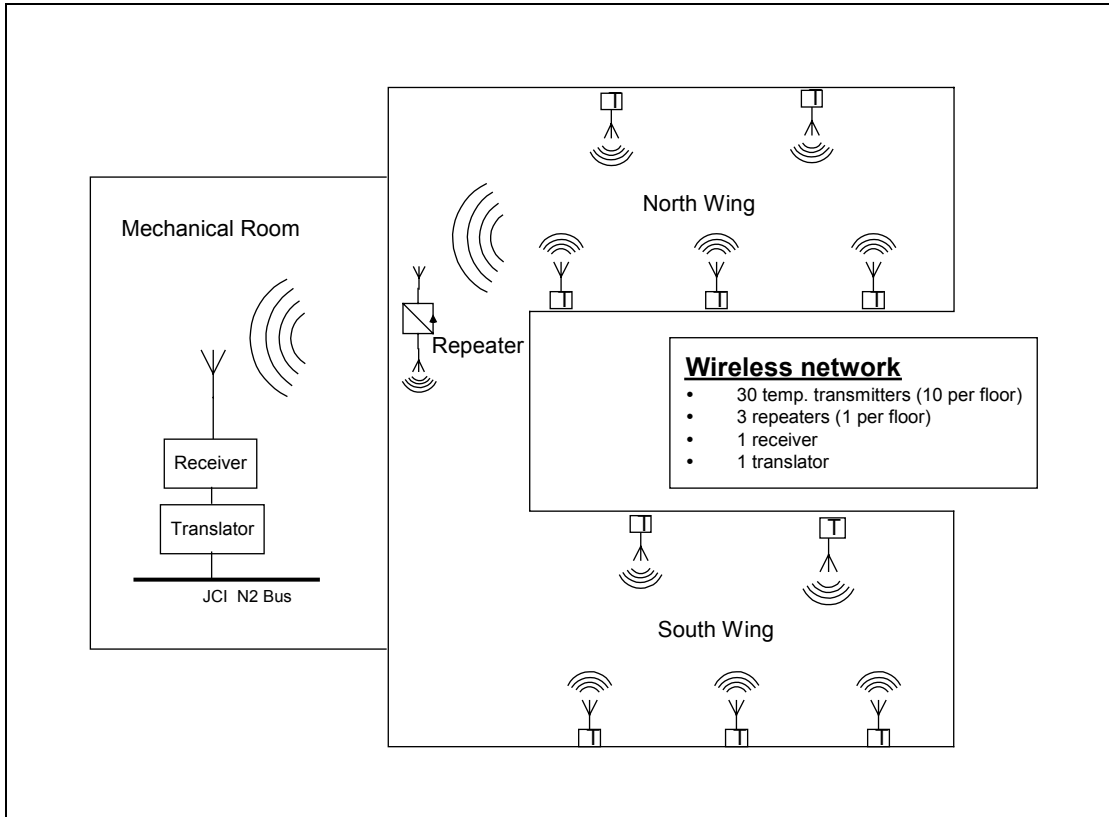 T
T
North Wing
Mechanical Room
T
T
T
Repeater
Wireless network
• 30 temp. transmitters (10 per floor)
• 3 repeaters (1 per floor)
• 1 receiver
• 1 translator
Receiver
Translator
JCI N2 Bus
T
T
South Wing
T
T
T